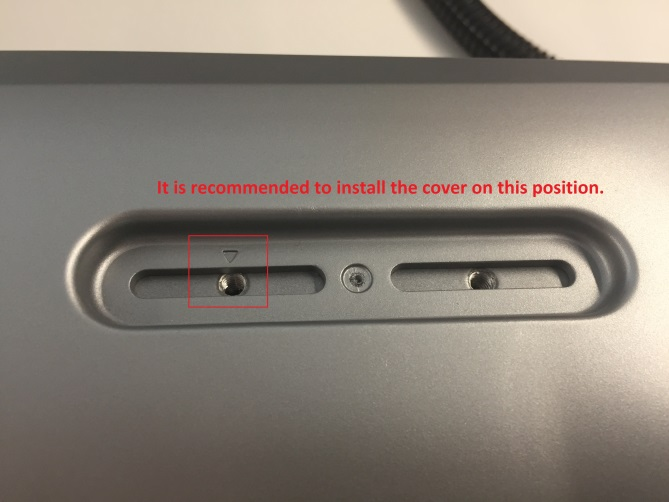 It is recommended to install the cover on this position.